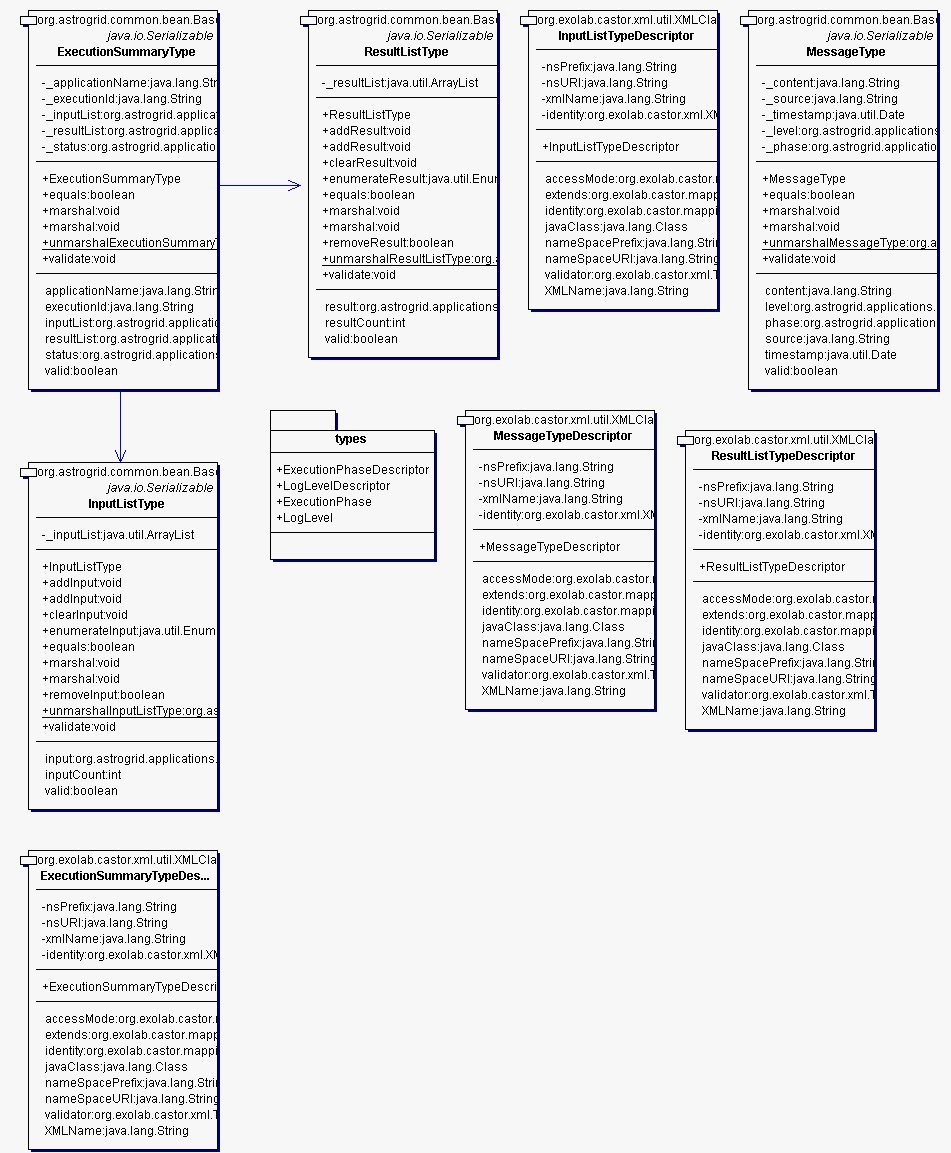 org.astrogrid.common.bean.Base
java.io.Serializable
ExecutionSummaryType
-_applicationName:java.lang.Str
-_executionId:java.lang.String
-_inputList:org.astrogrid.applica
-_resultList:org.astrogrid.applica
-_status:org.astrogrid.application
+ExecutionSummaryType
+equals:boolean
+marshal:void
+marshal:void
+unmarshalExecutionSummaryT
+validate:void
applicationName:java.lang.Strin
executionId:java.lang.String
inputList:org.astrogrid.applicatio
resultList:org.astrogrid.applicati
status:org.astrogrid.applications
valid:boolean
org.astrogrid.common.bean.Base
java.io.Serializable
ResultListType
-_resultList:java.util.ArrayList
+ResultListType
+addResult:void
+addResult:void
+clearResult:void
+enumerateResult:java.util.Enum
+equals:boolean
+marshal:void
+marshal:void
+removeResult:boolean
+unmarshalResultListType:org.a
+validate:void
result:org.astrogrid.applications
resultCount:int
valid:boolean
org.exolab.castor.xml.util.XMLCla
InputListTypeDescriptor
-nsPrefix:java.lang.String
-nsURI:java.lang.String
-xmlName:java.lang.String
-identity:org.exolab.castor.xml.XM
+InputListTypeDescriptor
accessMode:org.exolab.castor.m
extends:org.exolab.castor.mapp
identity:org.exolab.castor.mappi
javaClass:java.lang.Class
nameSpacePrefix:java.lang.Strin
nameSpaceURI:java.lang.String
validator:org.exolab.castor.xml.T
XMLName:java.lang.String
org.astrogrid.common.bean.Base
java.io.Serializable
MessageType
-_content:java.lang.String
-_source:java.lang.String
-_timestamp:java.util.Date
-_level:org.astrogrid.applications
-_phase:org.astrogrid.applicatio
+MessageType
+equals:boolean
+marshal:void
+marshal:void
+unmarshalMessageType:org.a
+validate:void
content:java.lang.String
level:org.astrogrid.applications.
phase:org.astrogrid.application
source:java.lang.String
timestamp:java.util.Date
valid:boolean
org.astrogrid.common.bean.Base
java.io.Serializable
InputListType
-_inputList:java.util.ArrayList
+InputListType
+addInput:void
+addInput:void
+clearInput:void
+enumerateInput:java.util.Enum
+equals:boolean
+marshal:void
+marshal:void
+removeInput:boolean
+unmarshalInputListType:org.as
+validate:void
input:org.astrogrid.applications.
inputCount:int
valid:boolean
types
+ExecutionPhaseDescriptor
+LogLevelDescriptor
+ExecutionPhase
+LogLevel
org.exolab.castor.xml.util.XMLCla
MessageTypeDescriptor
-nsPrefix:java.lang.String
-nsURI:java.lang.String
-xmlName:java.lang.String
-identity:org.exolab.castor.xml.XM
+MessageTypeDescriptor
accessMode:org.exolab.castor.m
extends:org.exolab.castor.mapp
identity:org.exolab.castor.mappi
javaClass:java.lang.Class
nameSpacePrefix:java.lang.Strin
nameSpaceURI:java.lang.String
validator:org.exolab.castor.xml.T
XMLName:java.lang.String
org.exolab.castor.xml.util.XMLCla
ResultListTypeDescriptor
-nsPrefix:java.lang.String
-nsURI:java.lang.String
-xmlName:java.lang.String
-identity:org.exolab.castor.xml.XM
+ResultListTypeDescriptor
accessMode:org.exolab.castor.m
extends:org.exolab.castor.mapp
identity:org.exolab.castor.mappi
javaClass:java.lang.Class
nameSpacePrefix:java.lang.Strin
nameSpaceURI:java.lang.String
validator:org.exolab.castor.xml.T
XMLName:java.lang.String
org.exolab.castor.xml.util.XMLCla
ExecutionSummaryTypeDes...
-nsPrefix:java.lang.String
-nsURI:java.lang.String
-xmlName:java.lang.String
-identity:org.exolab.castor.xml.XM
+ExecutionSummaryTypeDescri
accessMode:org.exolab.castor.m
extends:org.exolab.castor.mapp
identity:org.exolab.castor.mappi
javaClass:java.lang.Class
nameSpacePrefix:java.lang.Strin
nameSpaceURI:java.lang.String
validator:org.exolab.castor.xml.T
XMLName:java.lang.String